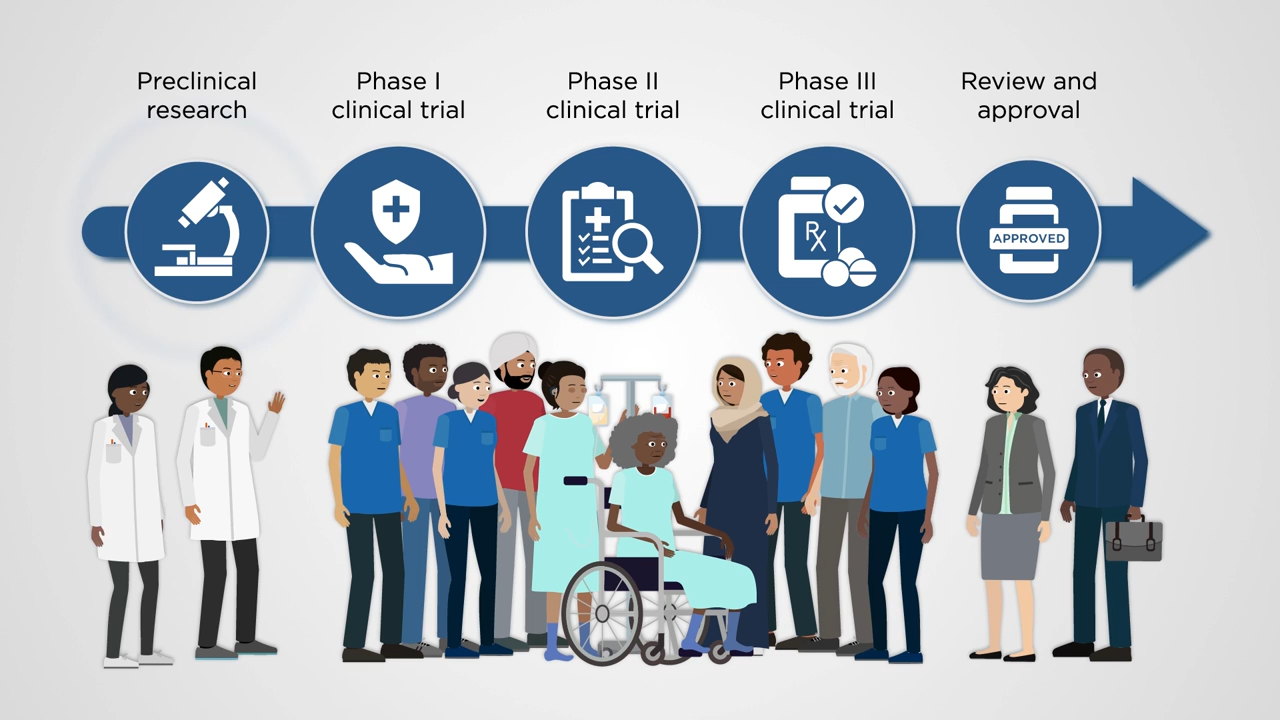 Preclinical
research
Phase I
clinical trial
Phase II
clinical trial
Phase III
clinical trial
Review and
approval
Rx
APPROVED